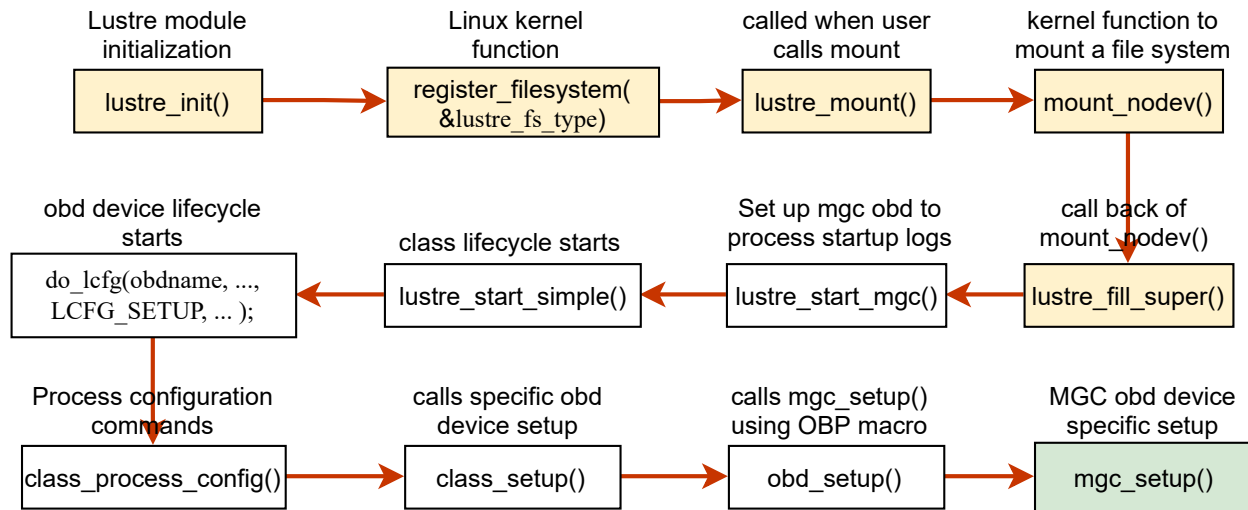 Lustre module
initialization
lustre_init()
Linux kernel
function
register_filesystem(
&lustre_fs_type)
called when user
calls mount
lustre_mount()
kernel function to
mount a file system
mount_nodev()
obd device lifecycle
starts
do_lcfg(obdname, ...,
LCFG_SETUP, ... );
class lifecycle starts
lustre_start_simple()
Set up mgc obd to
process startup logs
lustre_start_mgc()
call back of
mount_nodev()
lustre_fill_super()
Process configuration
commands
class_process_config()
calls specific obd
device setup
class_setup()
calls mgc_setup()
using OBP macro
obd_setup()
MGC obd device
specific setup
mgc_setup()